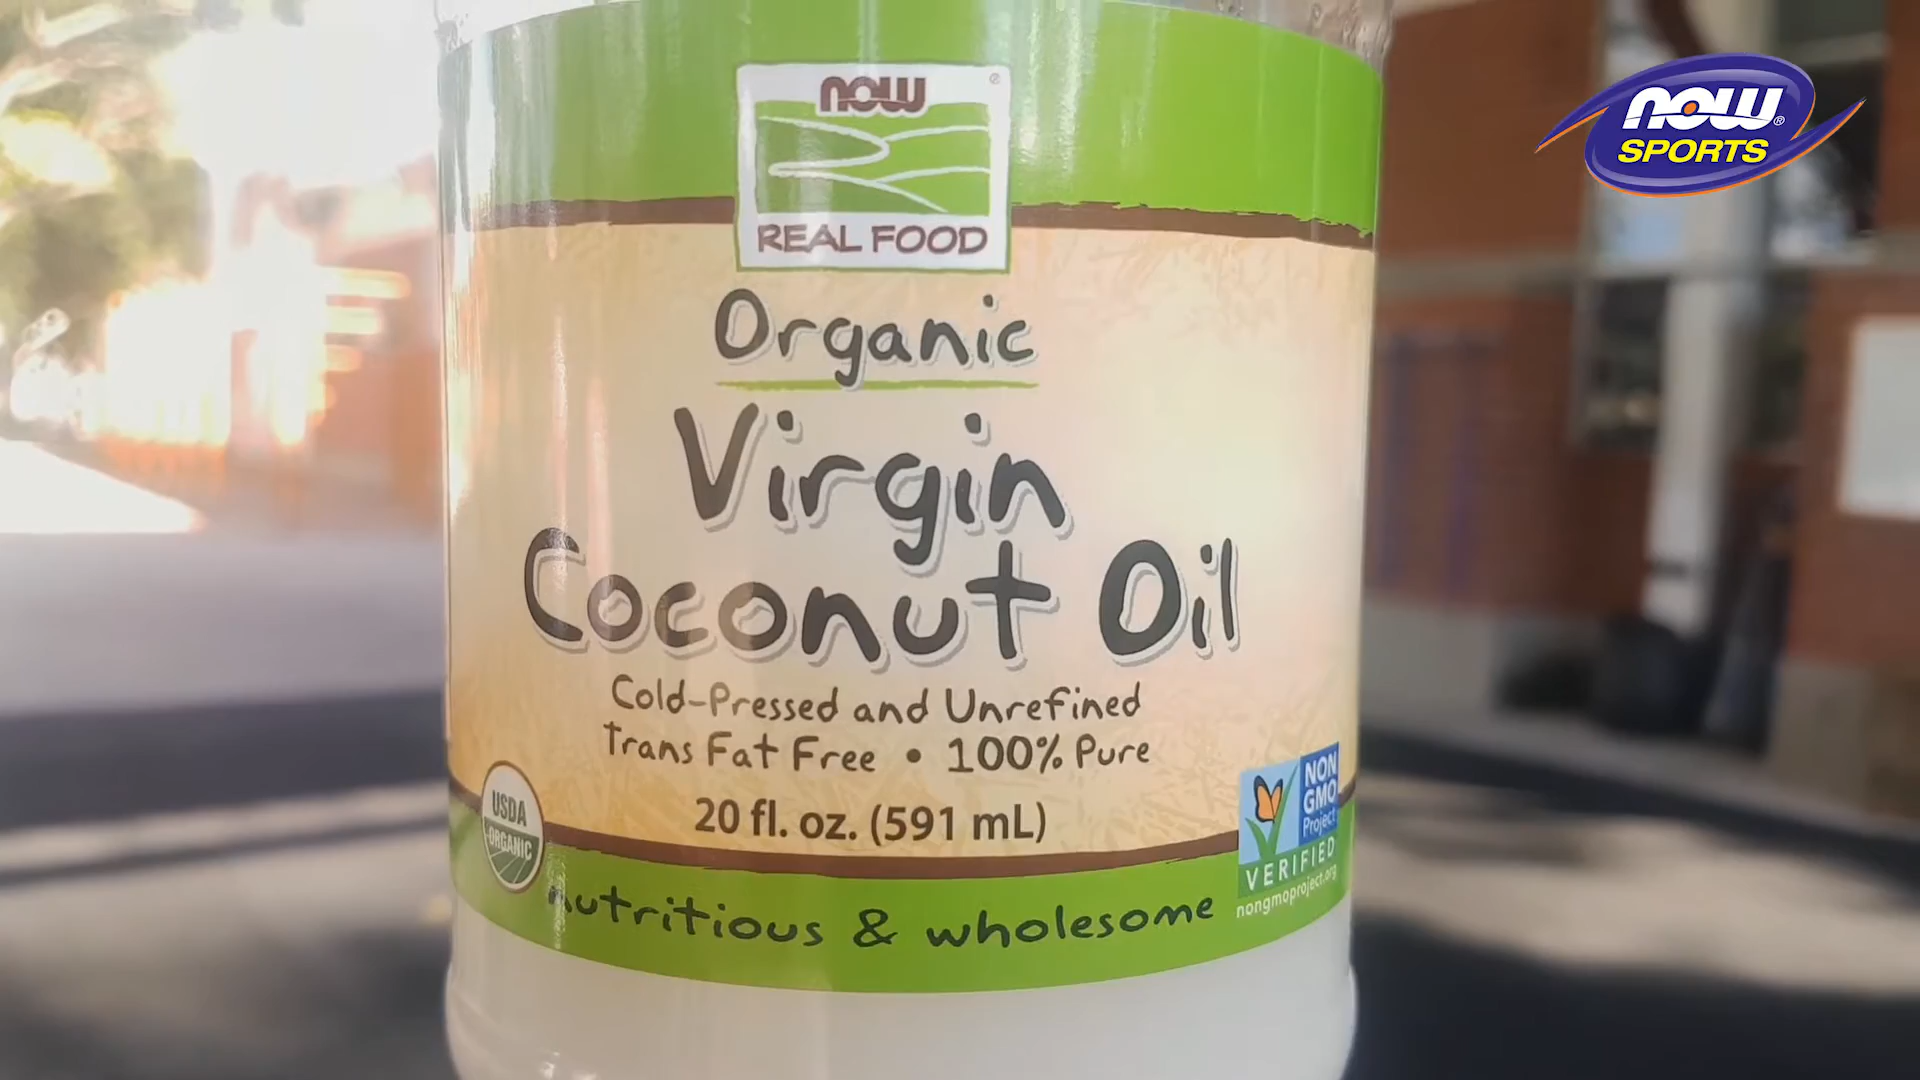 now
REAL FOOD
Organic
Virgin
Coconut Oil
Cold-Pressed and Unrefined
Trans Fat Free • 100% Pure
20 fl. oz. (591 mL)
USDA
ORGANIC
NON
GMO
Project
VERIFIED
nongmoproject.org
nutritious & wholesome
now®
SPORTS